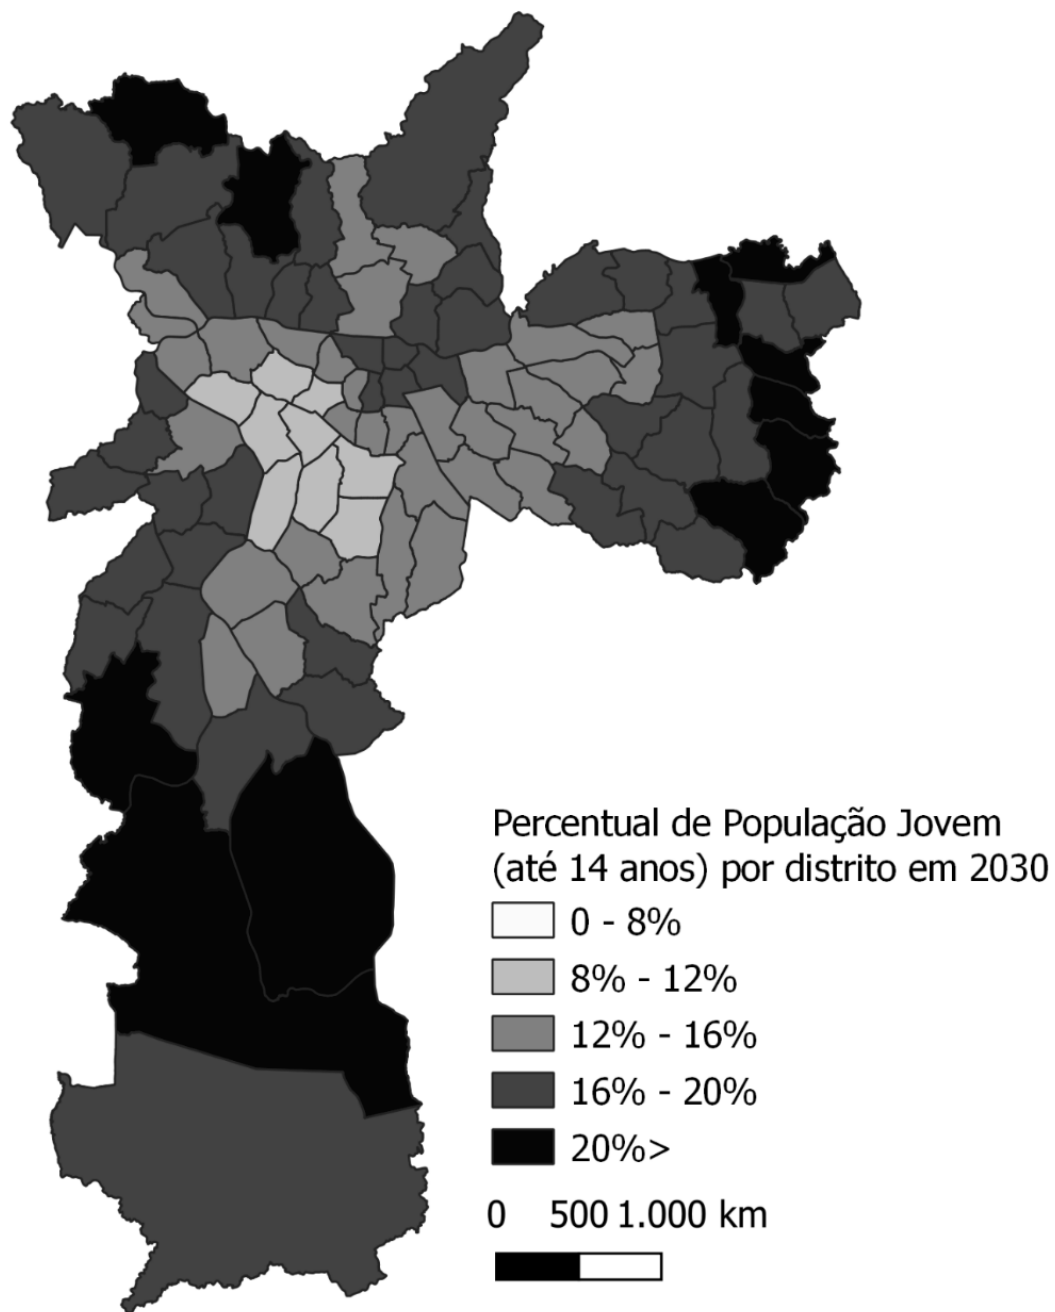 Percentual de População Jovem
(até 14 anos) por distrito em 2030
0 - 8%
8% - 12%
12% - 16%
16% - 20%
20%>
0 500 1.000 km